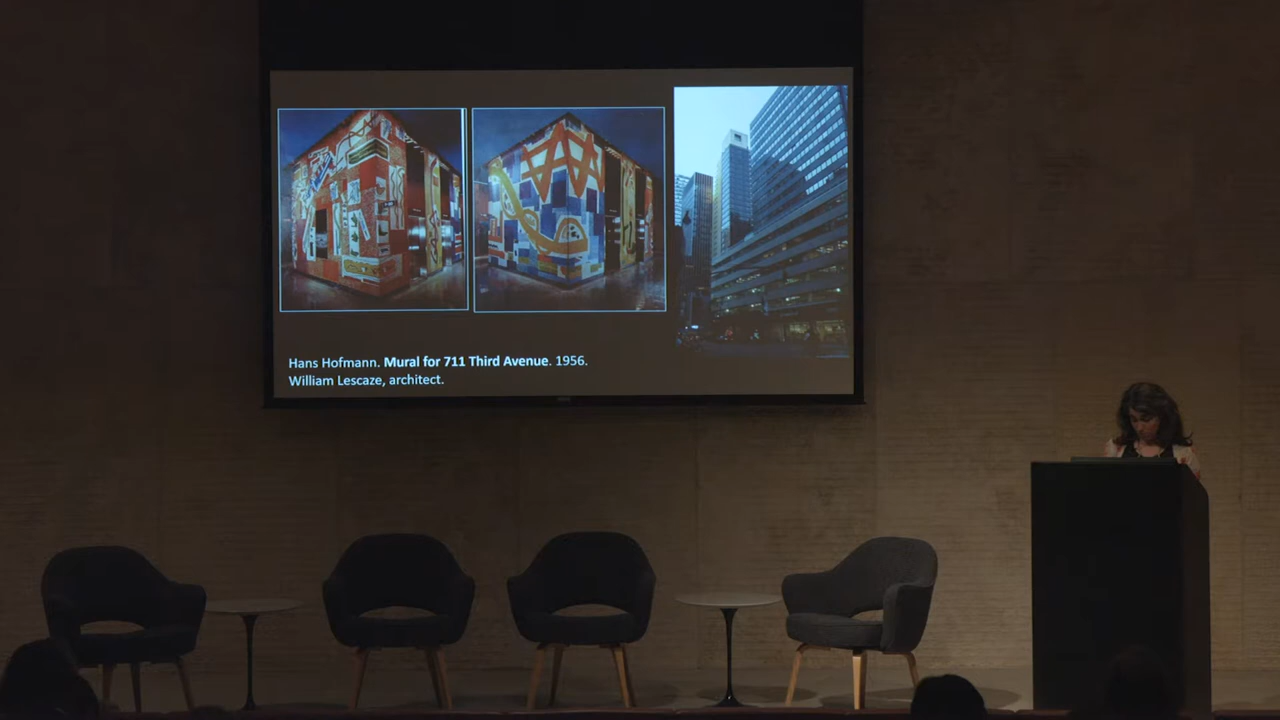 Hans Hofmann. Mural for 711 Third Avenue. 1956.
William Lescaze, architect.